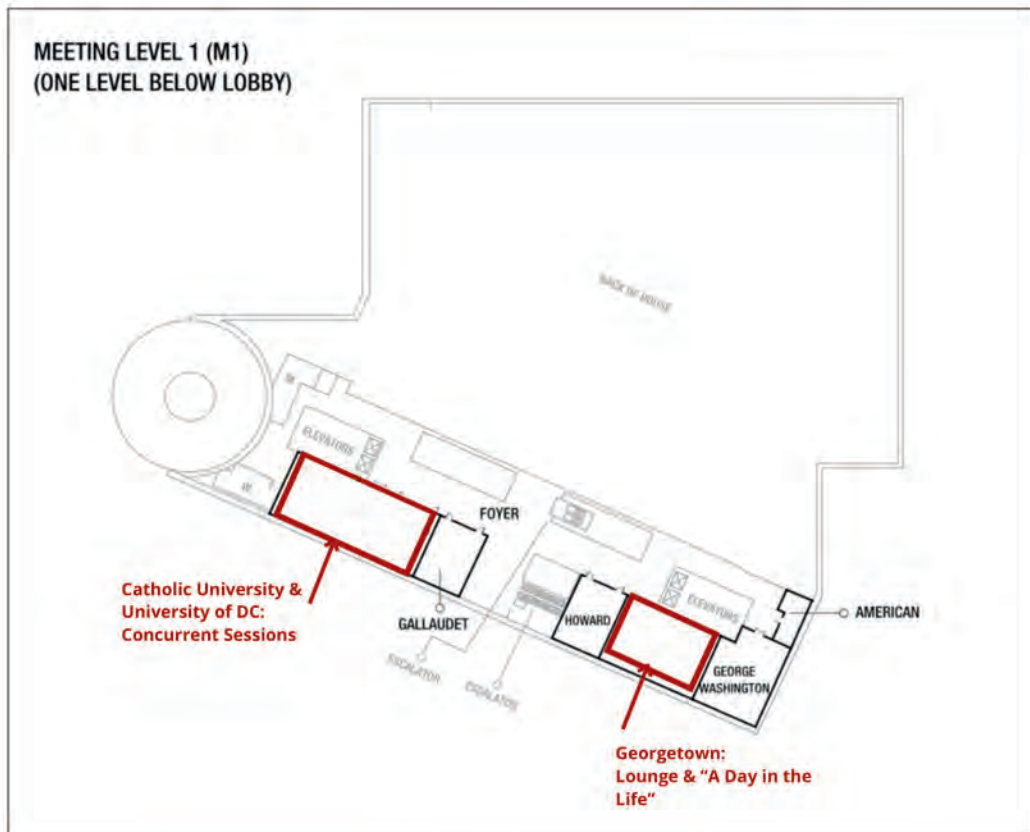 MEETING LEVEL 1 (M1)
(ONE LEVEL BELOW LOBBY)
BACK OF HOUSE
M
ELEVATORS
W
FOYER
Catholic University &
University of DC:
Concurrent Sessions
GALLAUDET
ESCALATOR
ESCALATOR
HOWARD
ELEVATORS
AMERICAN
GEORGE
WASHINGTON
Georgetown:
Lounge & “A Day in the
Life”